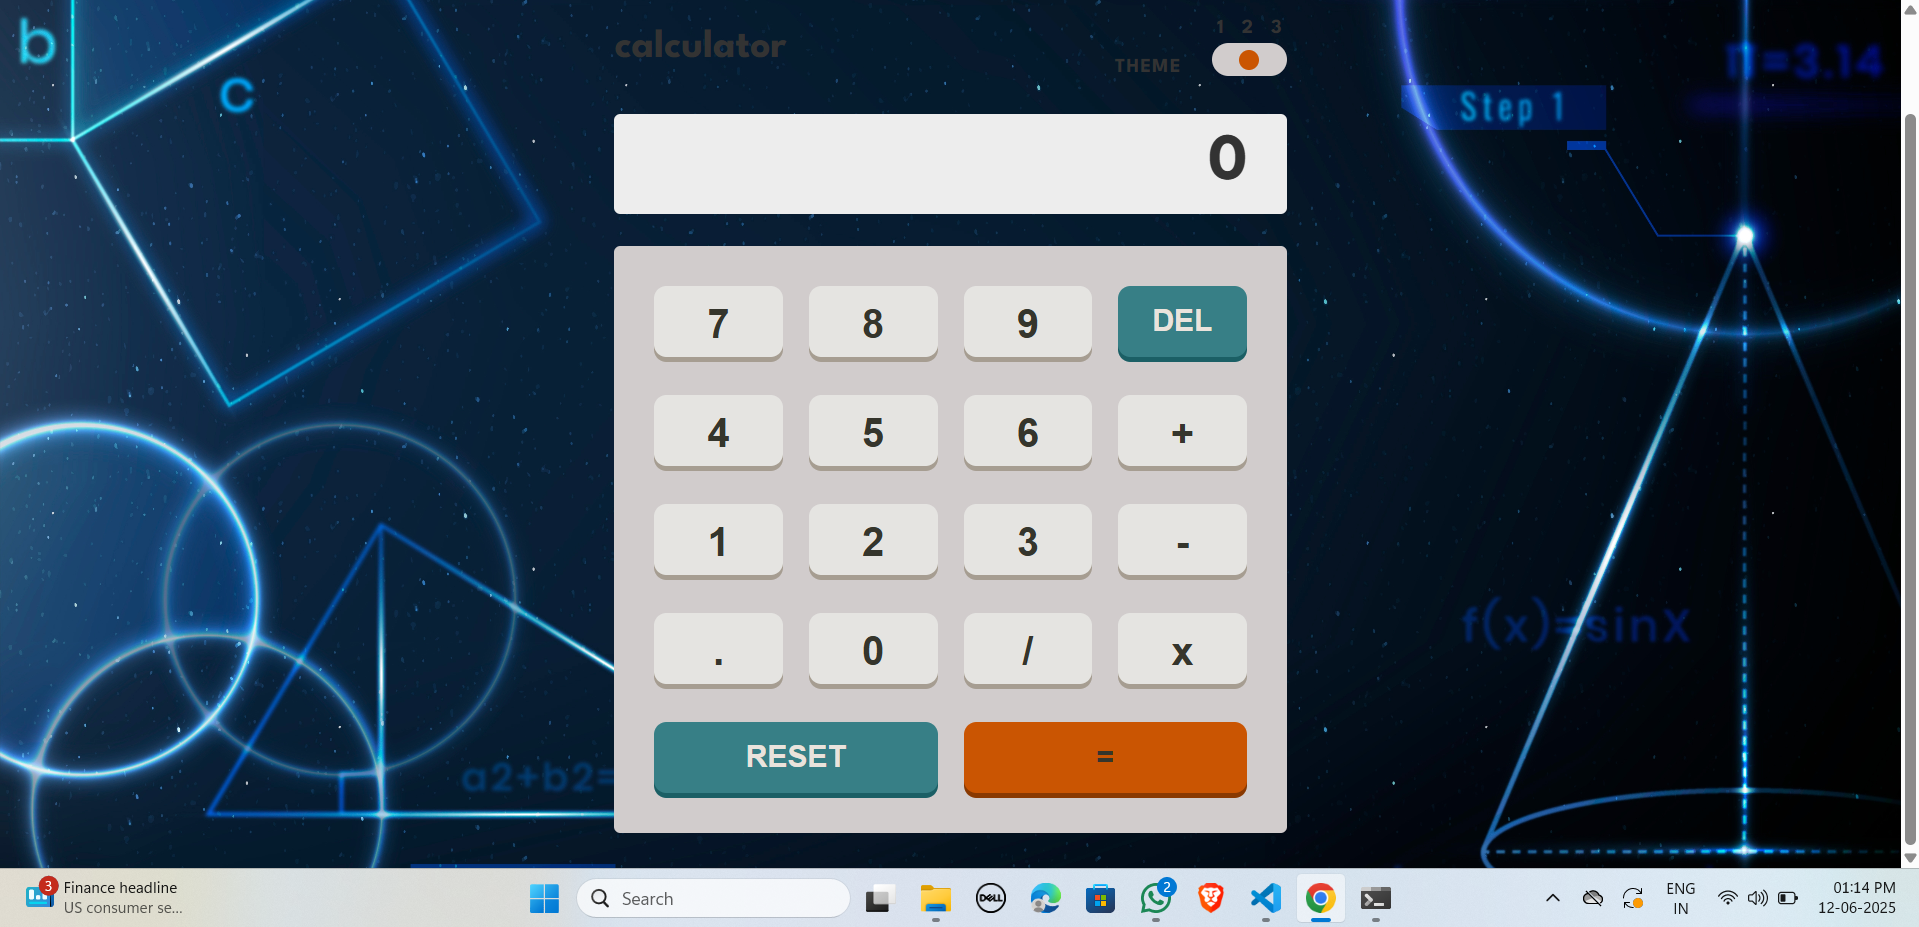 b
c
calculator
1 2 3
THEME
π=3.14
Step 1
0
7 8 9 DEL
4 5 6 +
1 2 3 -
. 0 / x
f(x)=sinX
RESET =
a2+b2=
3
Finance headline
US consumer se...
Search
DELL
2
ENG
IN
01:14 PM
12-06-2025